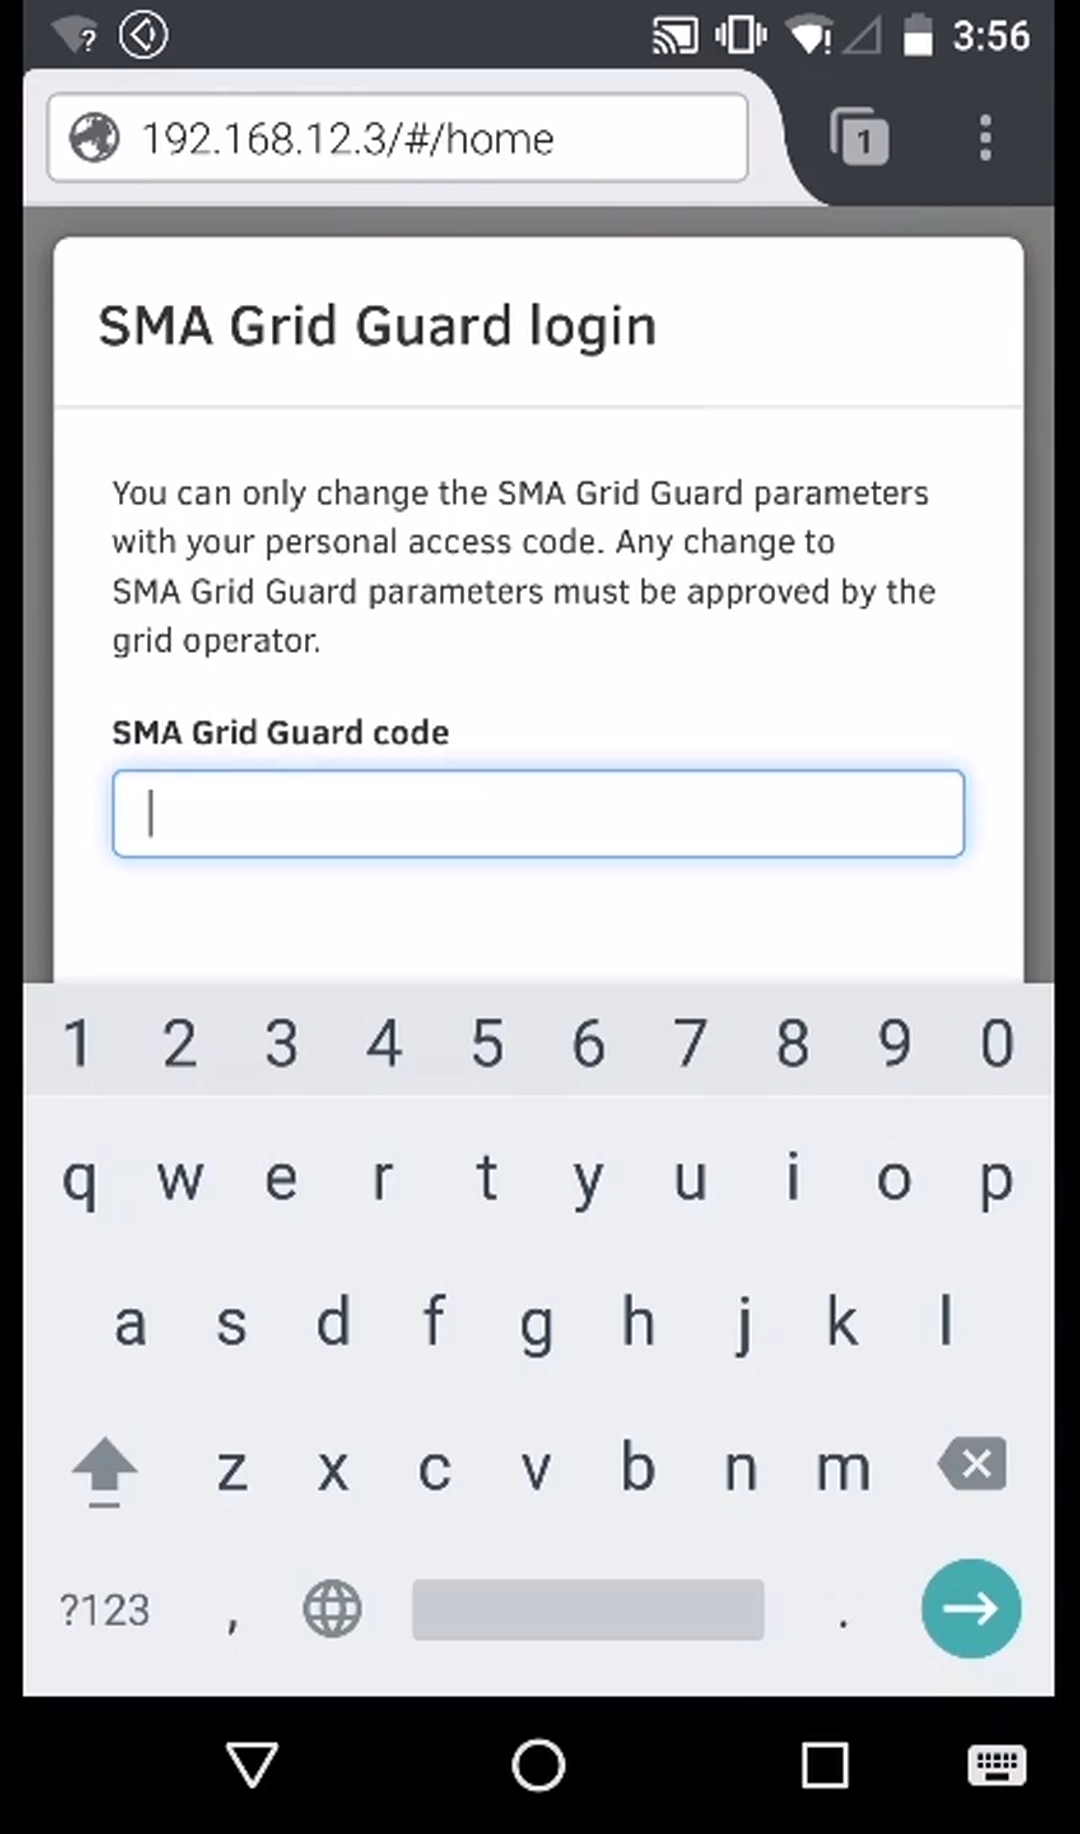 3:56
192.168.12.3/#/home
1
SMA Grid Guard login
You can only change the SMA Grid Guard parameters
with your personal access code. Any change to
SMA Grid Guard parameters must be approved by the
grid operator.
SMA Grid Guard code
1 2 3 4 5 6 7 8 9 0
q w e r t y u i o p
a s d f g h j k l
z x c v b n m
?123 , .